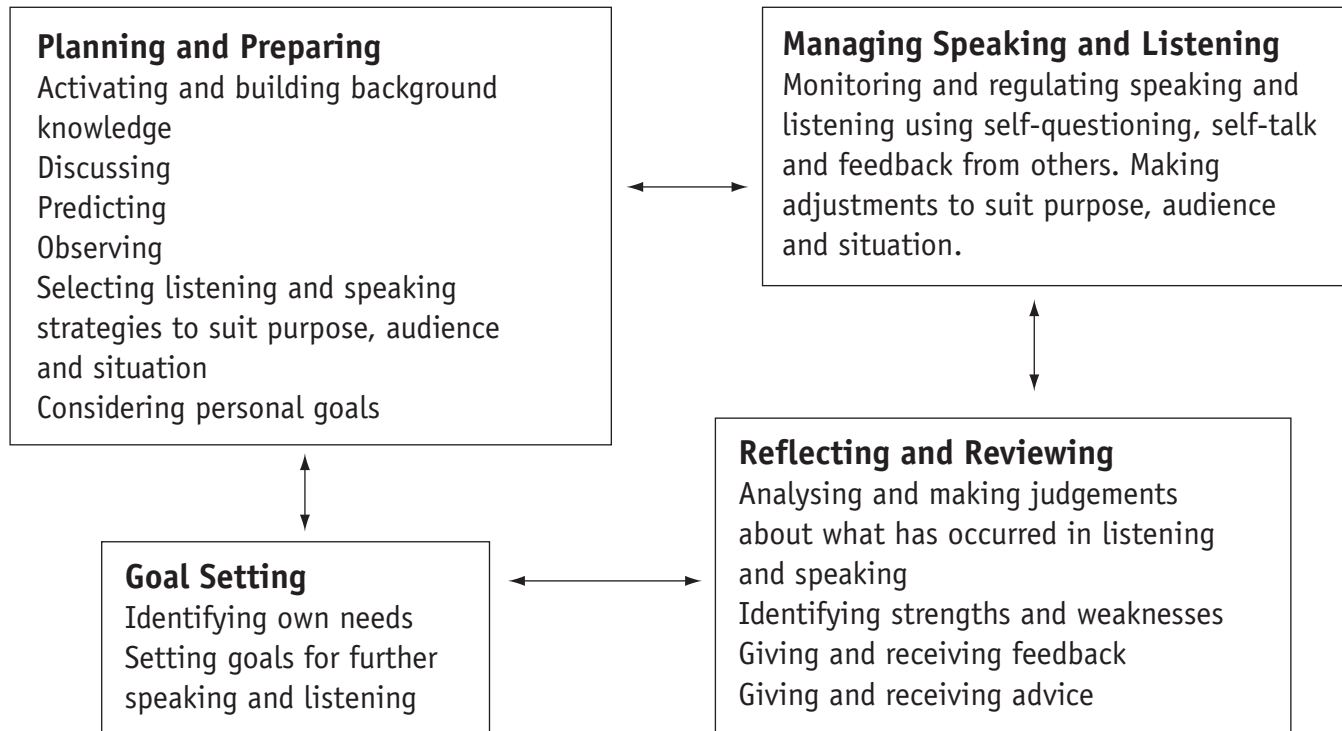 Planning and Preparing
Activating and building background
knowledge
Discussing
Predicting
Observing
Selecting listening and speaking
strategies to suit purpose, audience
and situation
Considering personal goals
Managing Speaking and Listening
Monitoring and regulating speaking and
listening using self-questioning, self-talk
and feedback from others. Making
adjustments to suit purpose, audience
and situation.
Goal Setting
Identifying own needs
Setting goals for further
speaking and listening
Reflecting and Reviewing
Analysing and making judgements
about what has occurred in listening
and speaking
Identifying strengths and weaknesses
Giving and receiving feedback
Giving and receiving advice